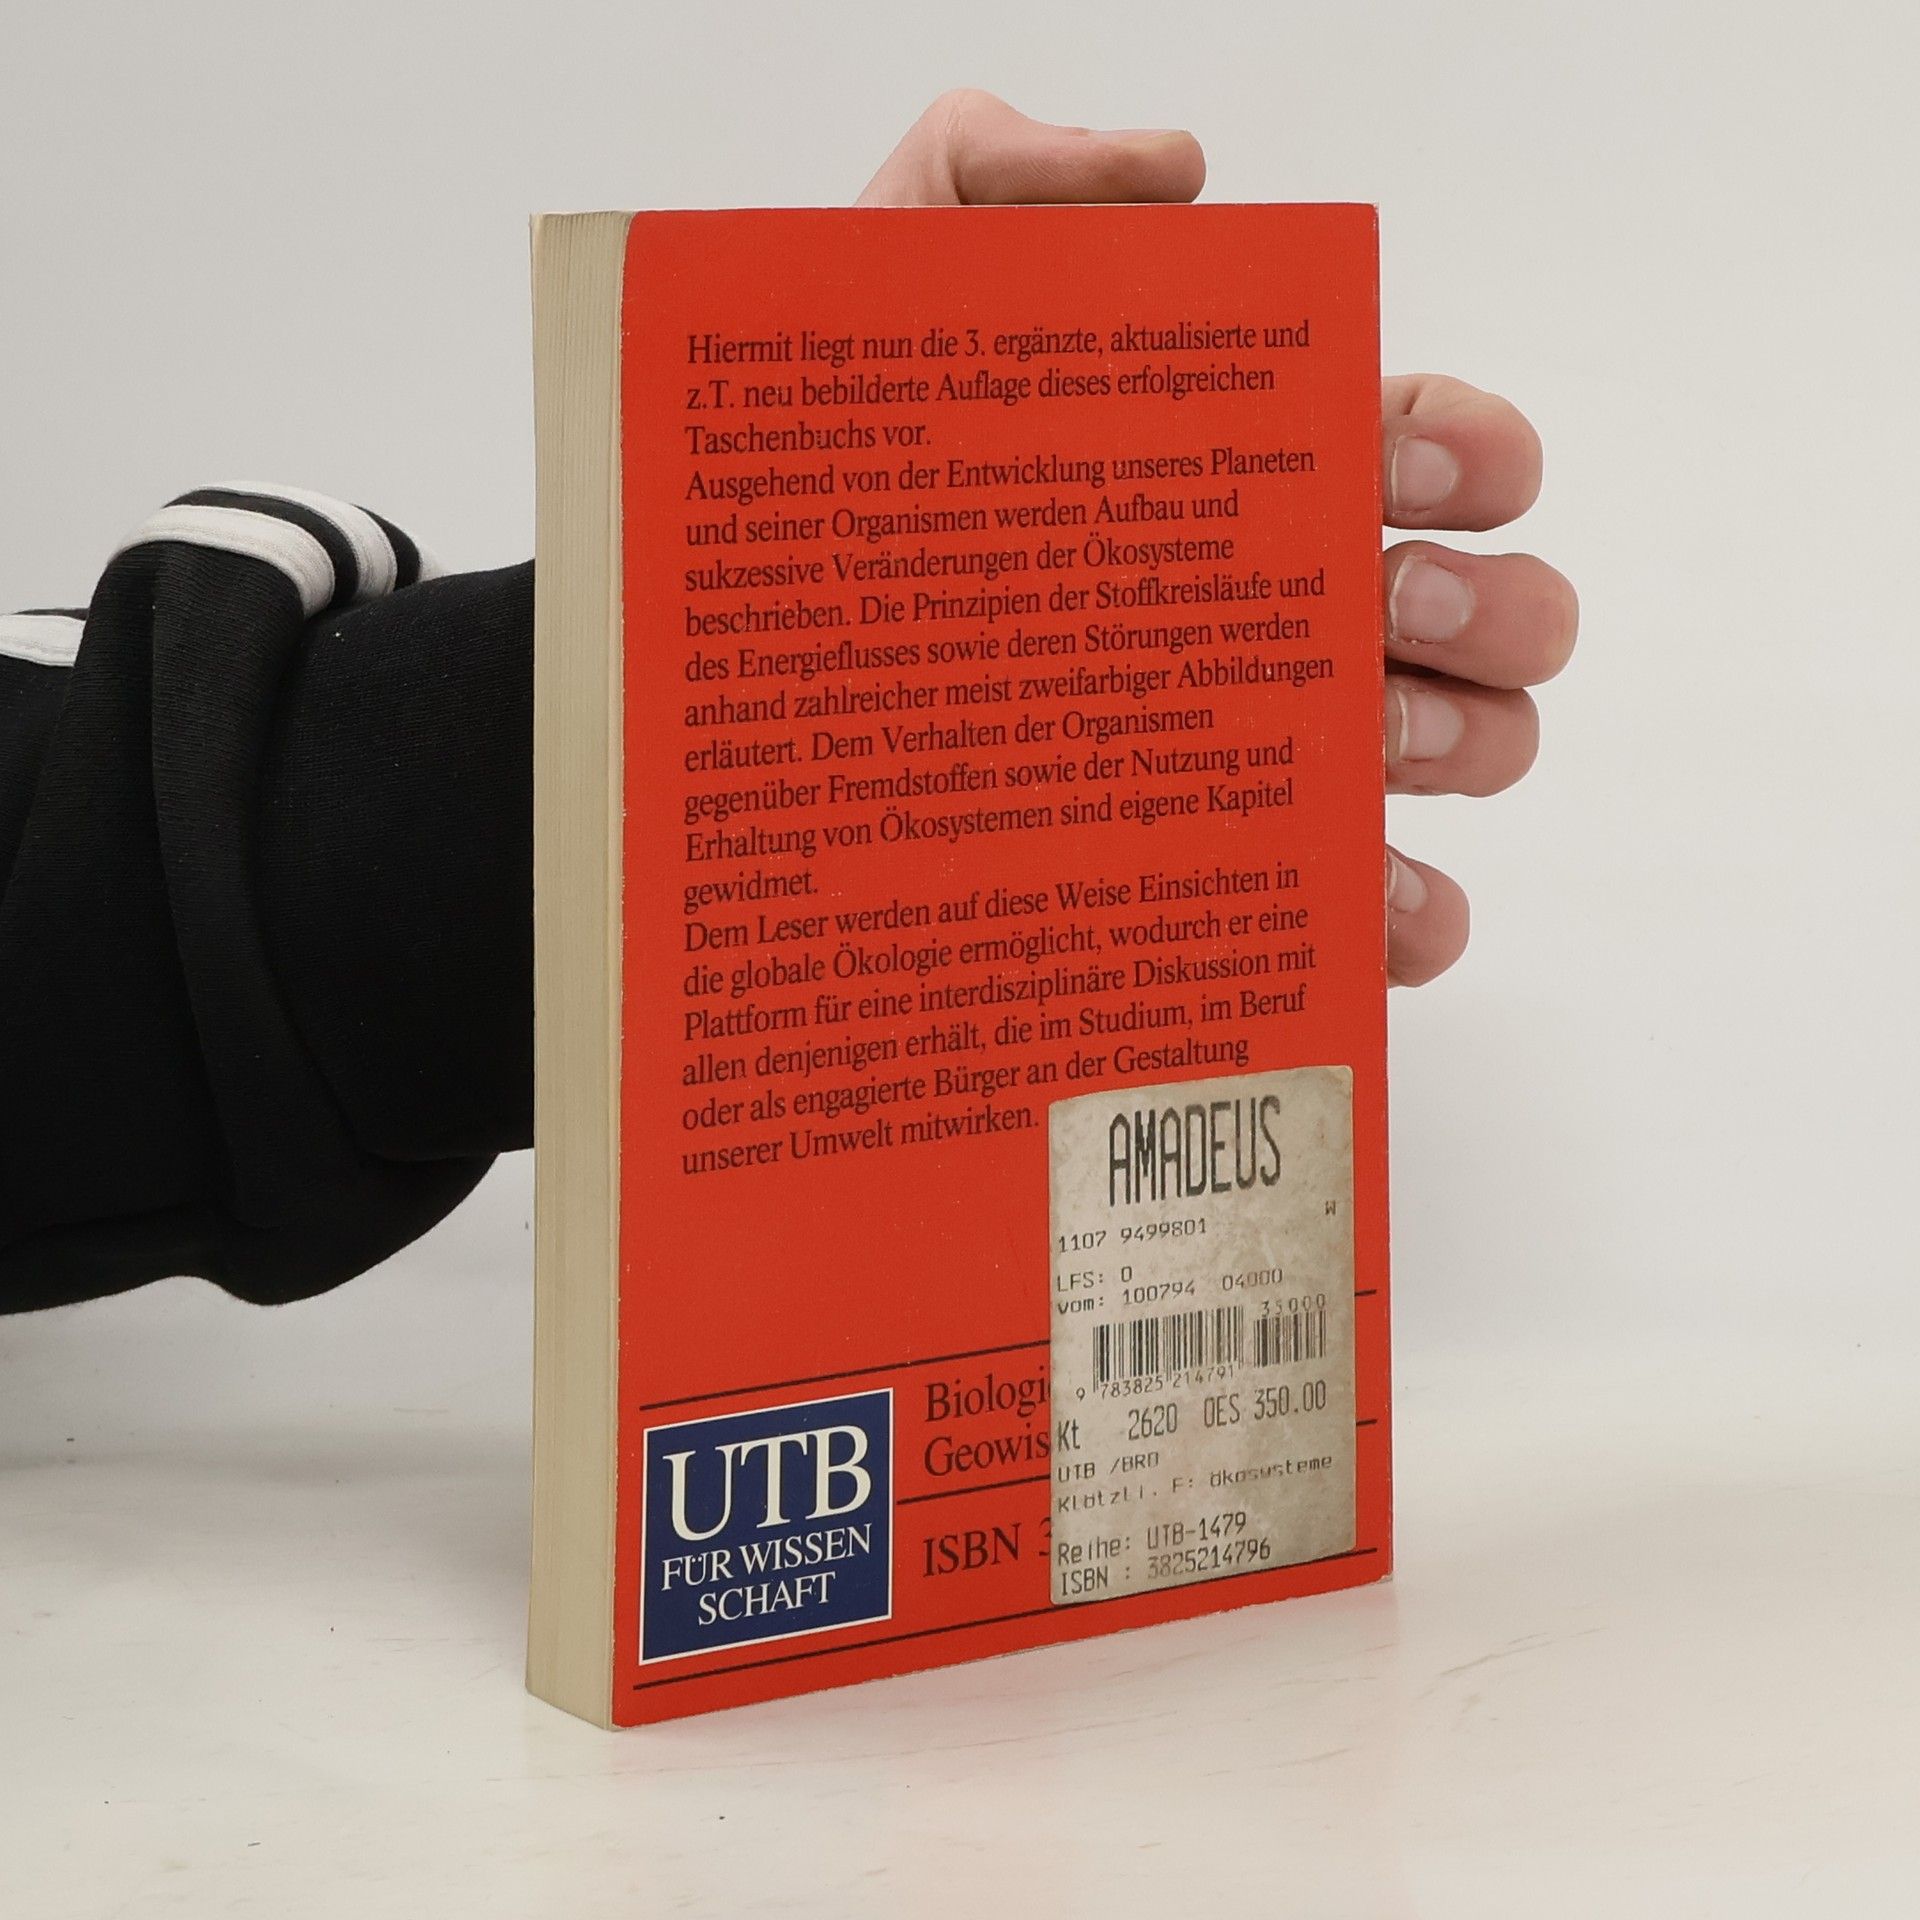 Hiermit liegt nun die 3. ergänzte, aktualisierte und
z.T. neu bebilderte Auflage dieses erfolgreichen
Taschenbuchs vor.
Ausgehend von der Entwicklung unseres Planeten
und seiner Organismen werden Aufbau und
sukzessive Veränderungen der Ökosysteme
beschrieben. Die Prinzipien der Stoffkreisläufe und
des Energieflusses sowie deren Störungen werden
anhand zahlreicher meist zweifarbiger Abbildungen
erläutert. Dem Verhalten der Organismen
gegenüber Fremdstoffen sowie der Nutzung und
Erhaltung von Ökosystemen sind eigene Kapitel
gewidmet.
Dem Leser werden auf diese Weise Einsichten in
die globale Ökologie ermöglicht, wodurch er eine
Plattform für eine interdisziplinäre Diskussion mit
allen denjenigen erhält, die im Studium, im Beruf
oder als engagierte Bürger an der Gestaltung
unserer Umwelt mitwirken.
AMADEUS
W
1107 9499801
LFS: 0
vom: 100794 04000
35000
9 783825 214791
Kt 2620 OES 350.00
UTB /BRD
Klötzli, F: Ökosysteme
Reihe: UTB-1479
ISBN : 3825214796
Biologi
Geowis
ISBN 3
UTB
FÜR WISSEN
SCHAFT